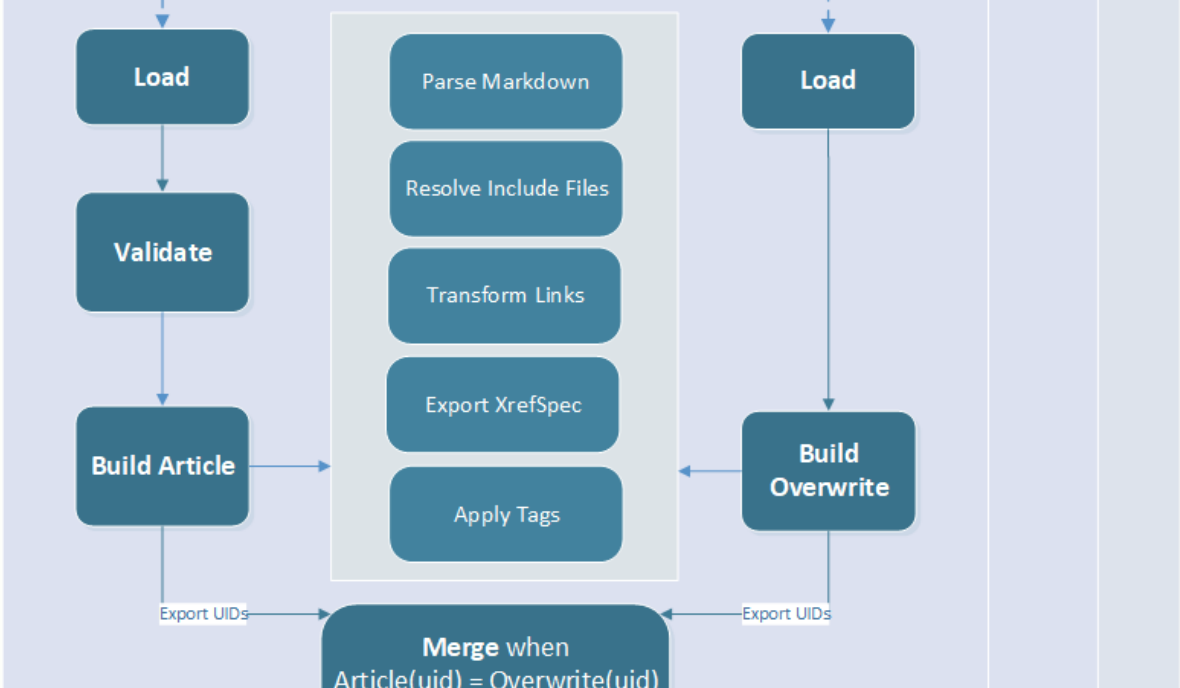 Load
Parse Markdown
Load
Resolve Include Files
Validate
Transform Links
Export XrefSpec
Build Article
Build
Overwrite
Apply Tags
Export UIDs
Export UIDs
Merge when
Article(uid) = Overwrite(uid)